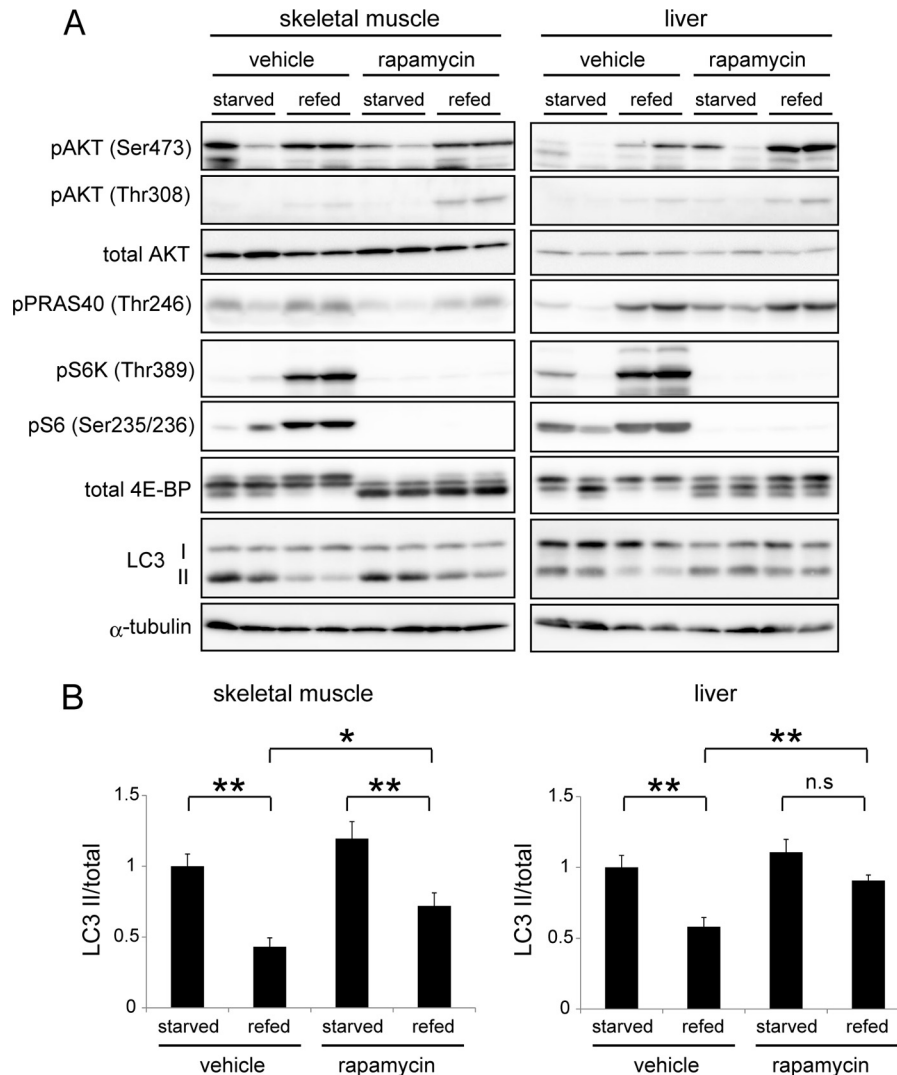 A
skeletal muscle liver
vehicle rapamycin vehicle rapamycin
starved refed starved refed starved refed starved refed
pAKT (Ser473)
pAKT (Thr308)
total AKT
pPRAS40 (Thr246)
pS6K (Thr389)
pS6 (Ser235/236)
total 4E-BP
LC3 I
II
α-tubulin
B
skeletal muscle liver
* **
** ** ** n.s
1.5 1.5
1 1
0.5 0.5
0 0
LC3 II/total LC3 II/total
starved refed starved refed starved refed starved refed
vehicle rapamycin vehicle rapamycin